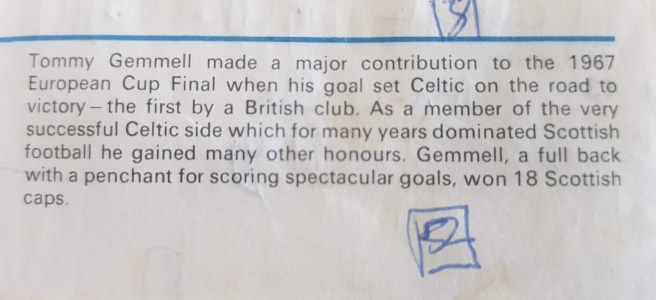 Tommy Gemmell made a major contribution to the 1967
European Cup Final when his goal set Celtic on the road to
victory – the first by a British club. As a member of the very
successful Celtic side which for many years dominated Scottish
football he gained many other honours. Gemmell, a full back
with a penchant for scoring spectacular goals, won 18 Scottish
caps.